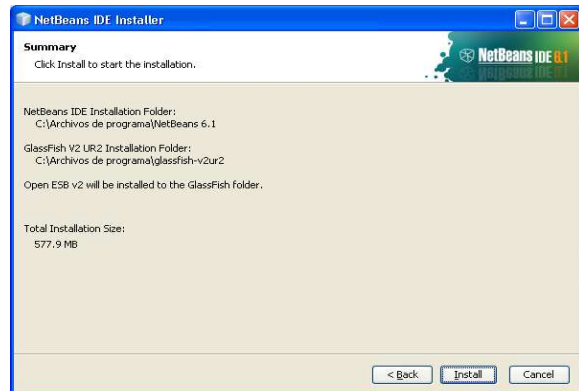 NetBeans IDE Installer
Summary
Click Install to start the installation.
NetBeans IDE 6.1
NetBeans IDE Installation Folder:
C:\Archivos de programa\NetBeans 6.1
GlassFish V2 UR2 Installation Folder:
C:\Archivos de programa\glassfish-v2ur2
Open ESB v2 will be installed to the GlassFish folder.
Total Installation Size:
577.9 MB
< Back Install Cancel